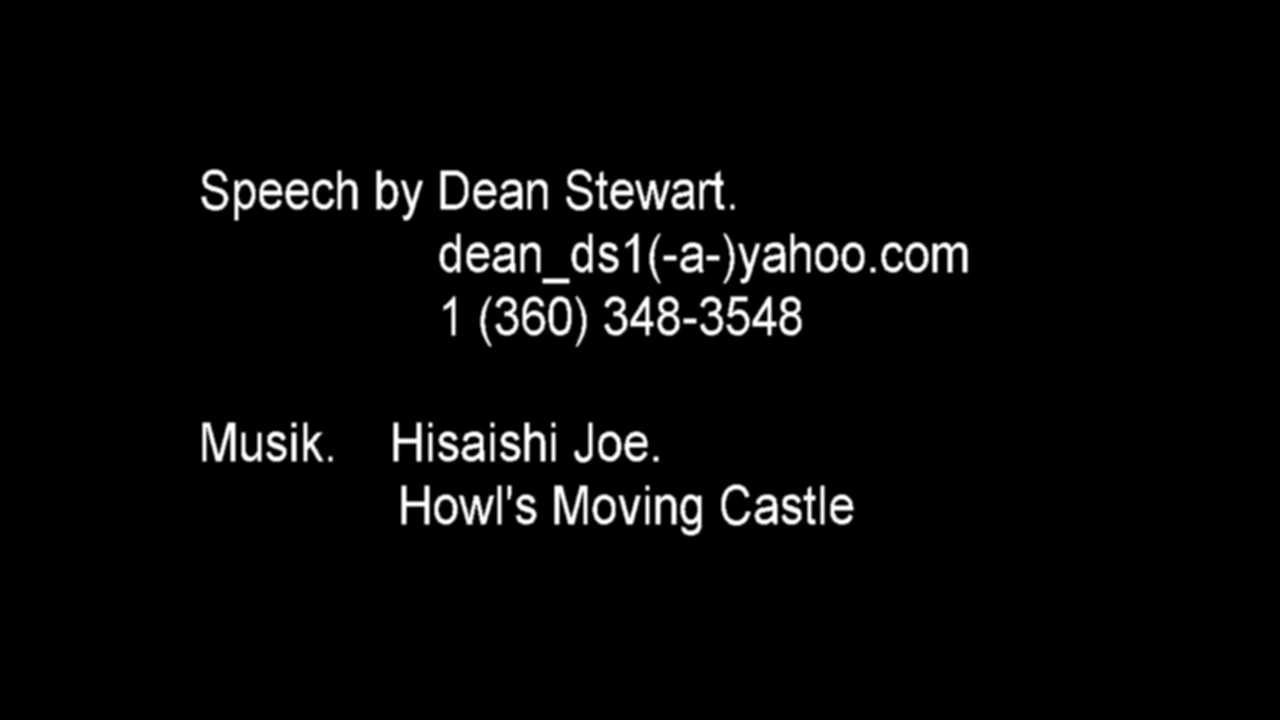 Speech by Dean Stewart.
dean_ds1(-a-)yahoo.com
1 (360) 348-3548
Musik. Hisaishi Joe.
Howl's Moving Castle